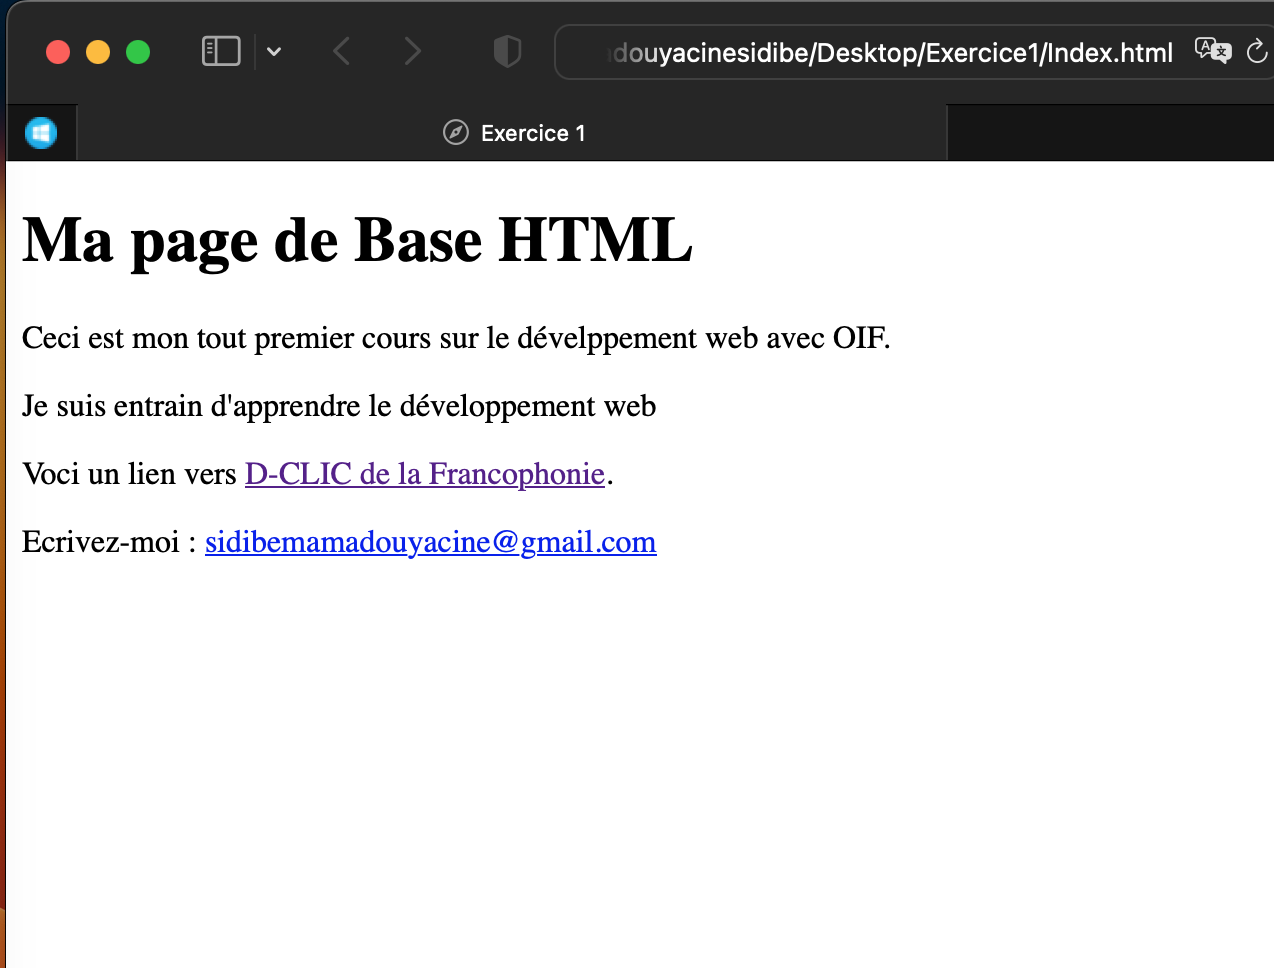 douyacinesidibe/Desktop/Exercice1/Index.html
Exercice 1
Ma page de Base HTML
Ceci est mon tout premier cours sur le dévelppement web avec OIF.
Je suis entrain d'apprendre le développement web
Voci un lien vers D-CLIC de la Francophonie.
Ecrivez-moi : sidibemamadouyacine@gmail.com